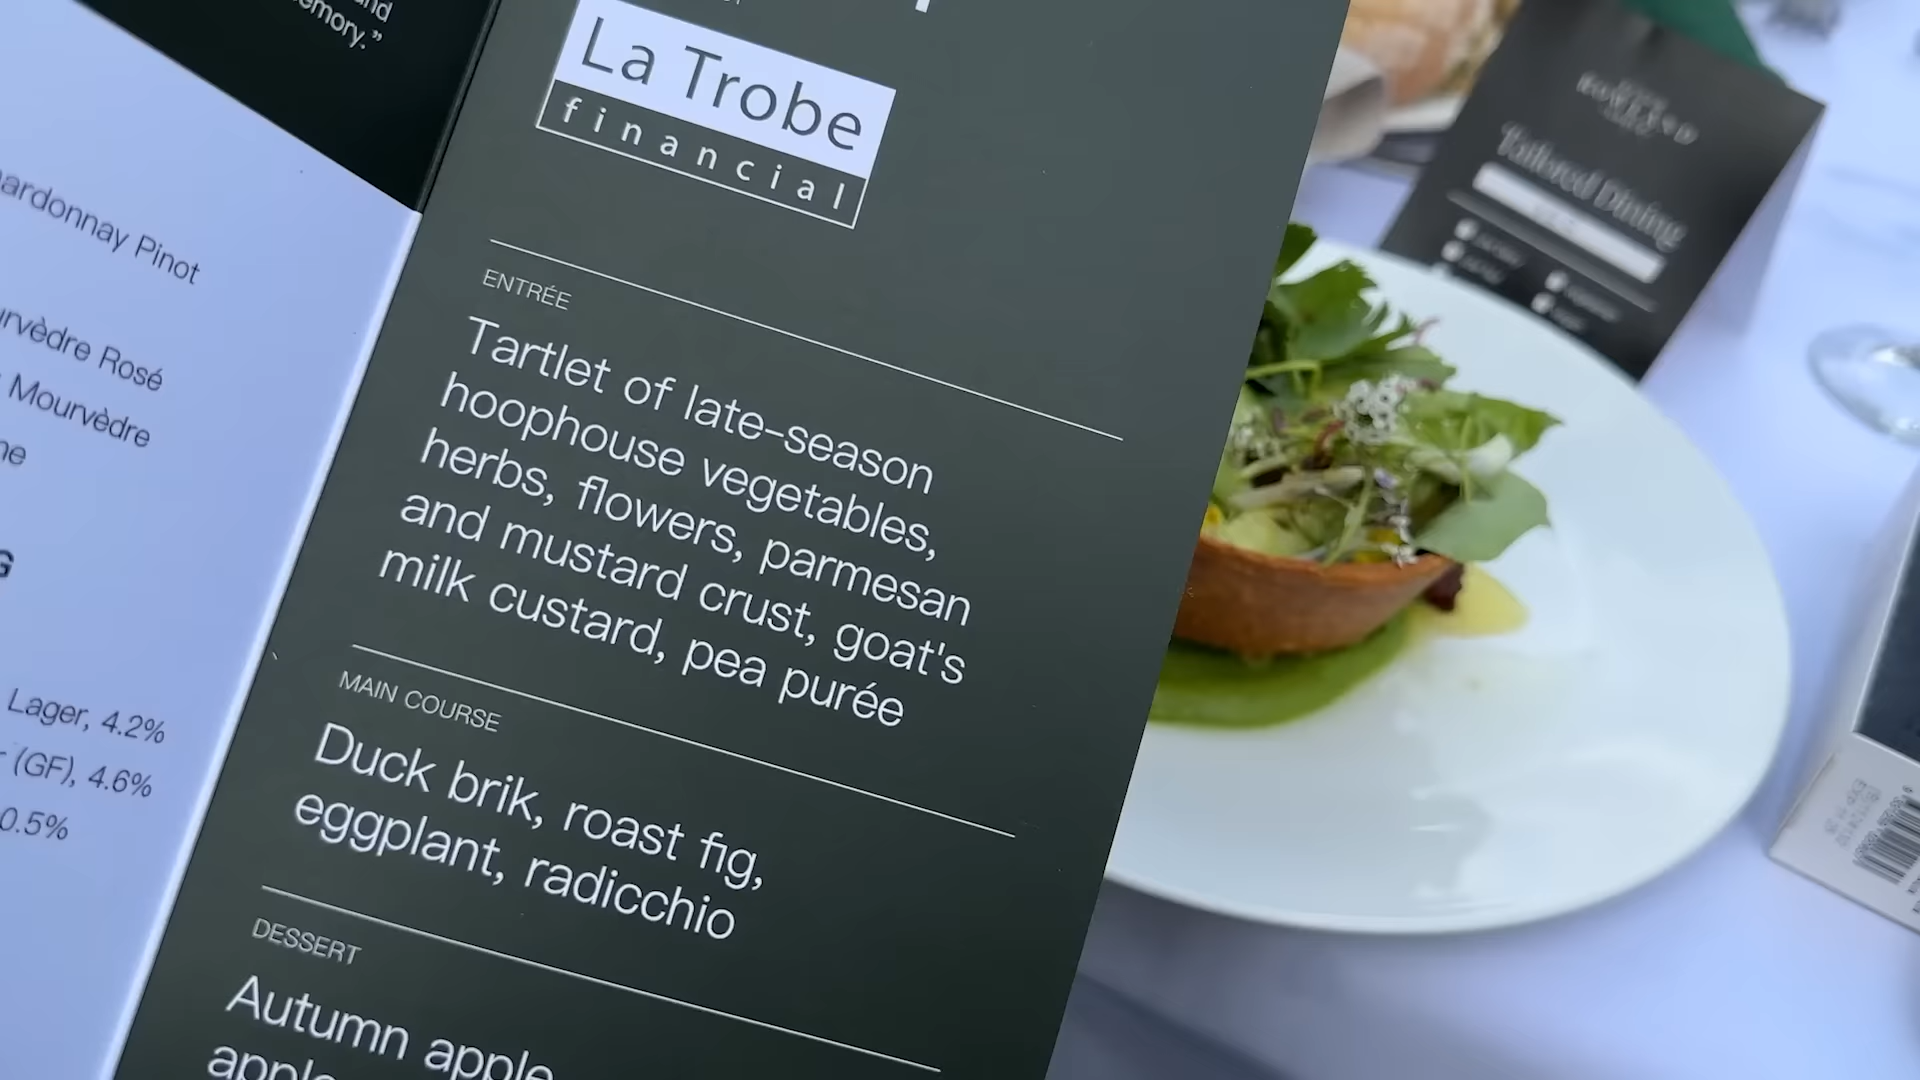 emory.”
ardonnay Pinot
urvèdre Rosé
Mourvèdre
Lager, 4.2%
(GF), 4.6%
0.5%
La Trobe
financial
ENTRÉE
Tartlet of late-season
hoophouse vegetables,
herbs, flowers, parmesan
and mustard crust, goat's
milk custard, pea purée
MAIN COURSE
Duck brik, roast fig,
eggplant, radicchio
DESSERT
Autumn apple
Tailored Dining